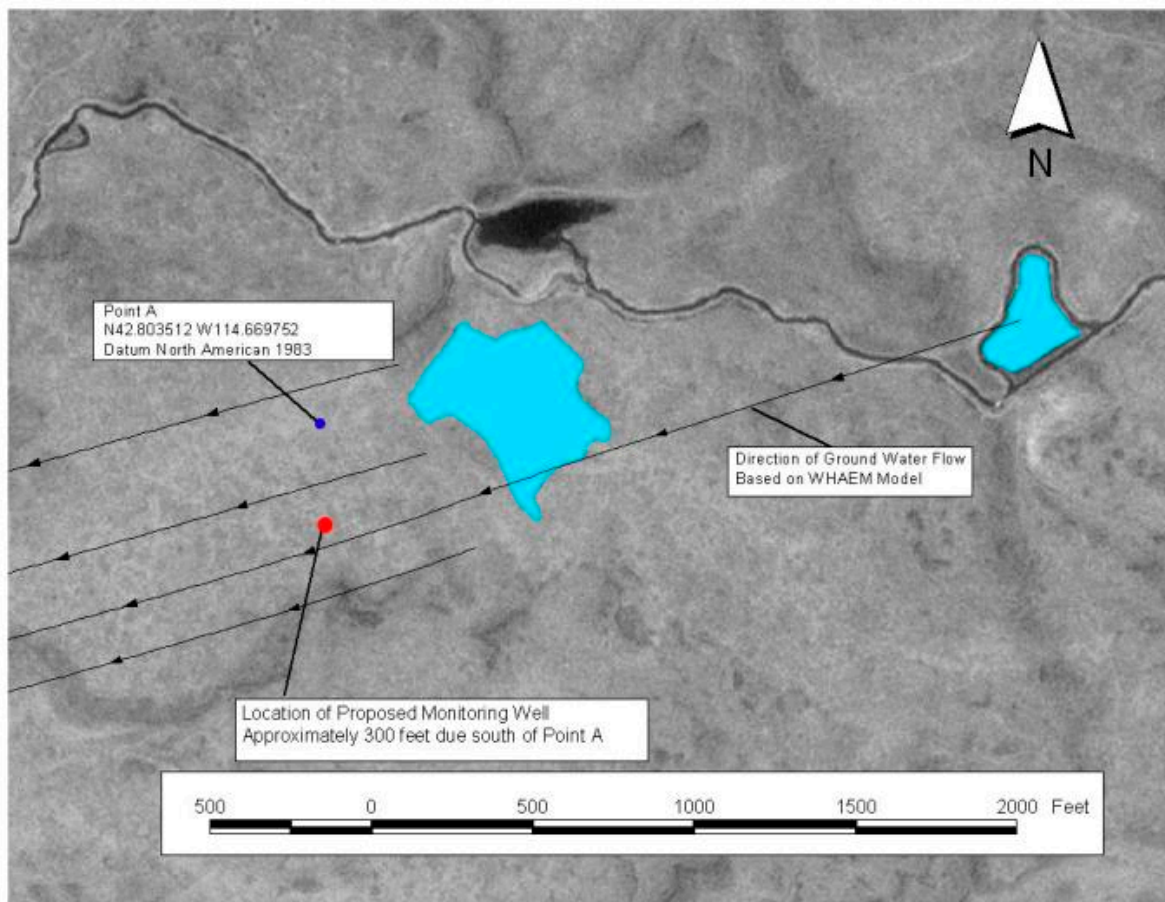 N
Point A
N42.803512 W114.669752
Datum North American 1983
Direction of Ground Water Flow
Based on WHAEM Model
Location of Proposed Monitoring Well
Approximately 300 feet due south of Point A
500 0 500 1000 1500 2000 Feet